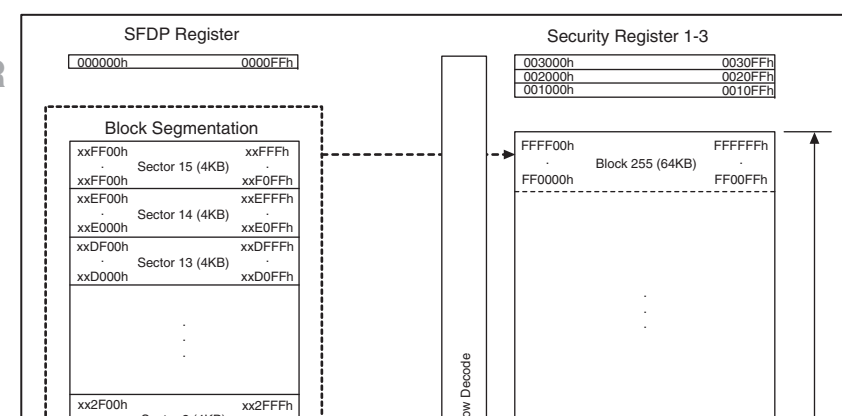 SFDP Register
000000h 0000FFh
Security Register 1-3
003000h 0030FFh
002000h 0020FFh
001000h 0010FFh
Block Segmentation
xxFF00h xxFFFh
. Sector 15 (4KB) .
xxFF00h xxF0FFh
xxEF00h xxEFFFh
. Sector 14 (4KB) .
xxE000h xxE0FFh
xxDF00h xxDFFFh
. Sector 13 (4KB) .
xxD000h xxD0FFh
.
.
.
xx2F00h xx2FFFh
FFFF00h FFFFFFh
. Block 255 (64KB) .
FF0000h FF00FFh
.
.
.
Decode